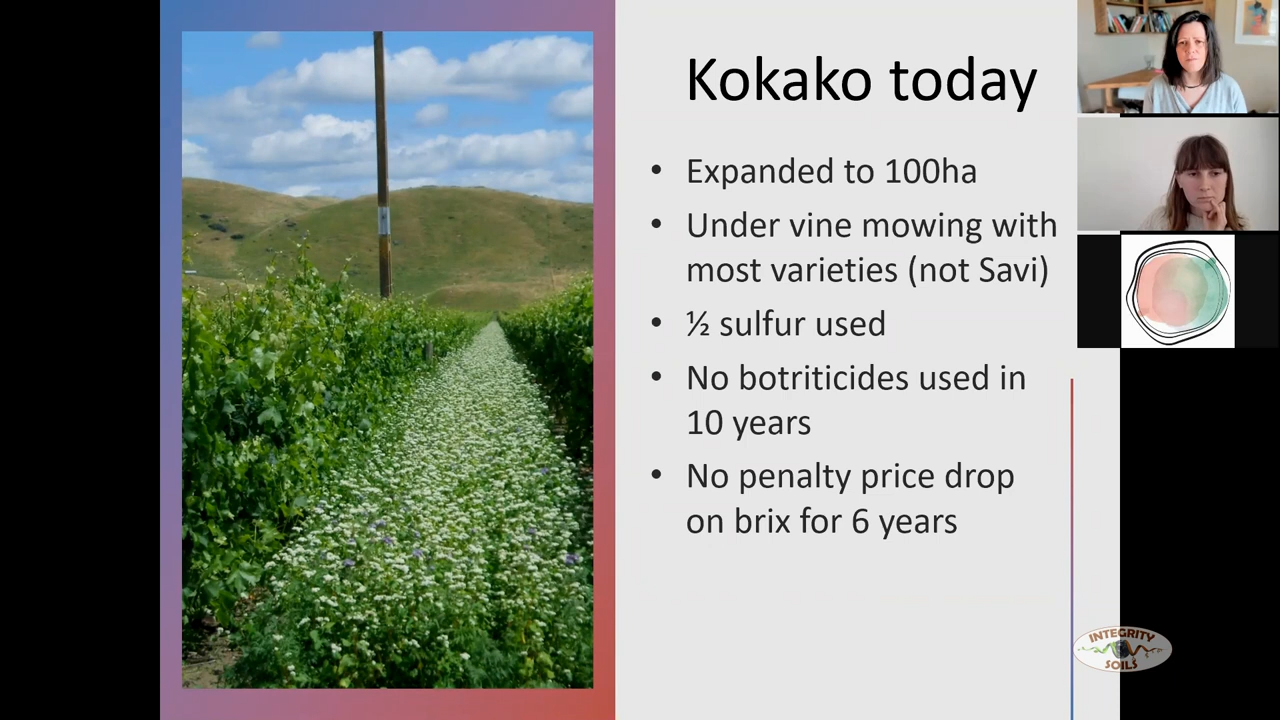 Kokako today
• Expanded to 100ha
• Under vine mowing with
most varieties (not Savi)
• ½ sulfur used
• No botriticides used in
10 years
• No penalty price drop
on brix for 6 years
INTEGRITY
SOILS